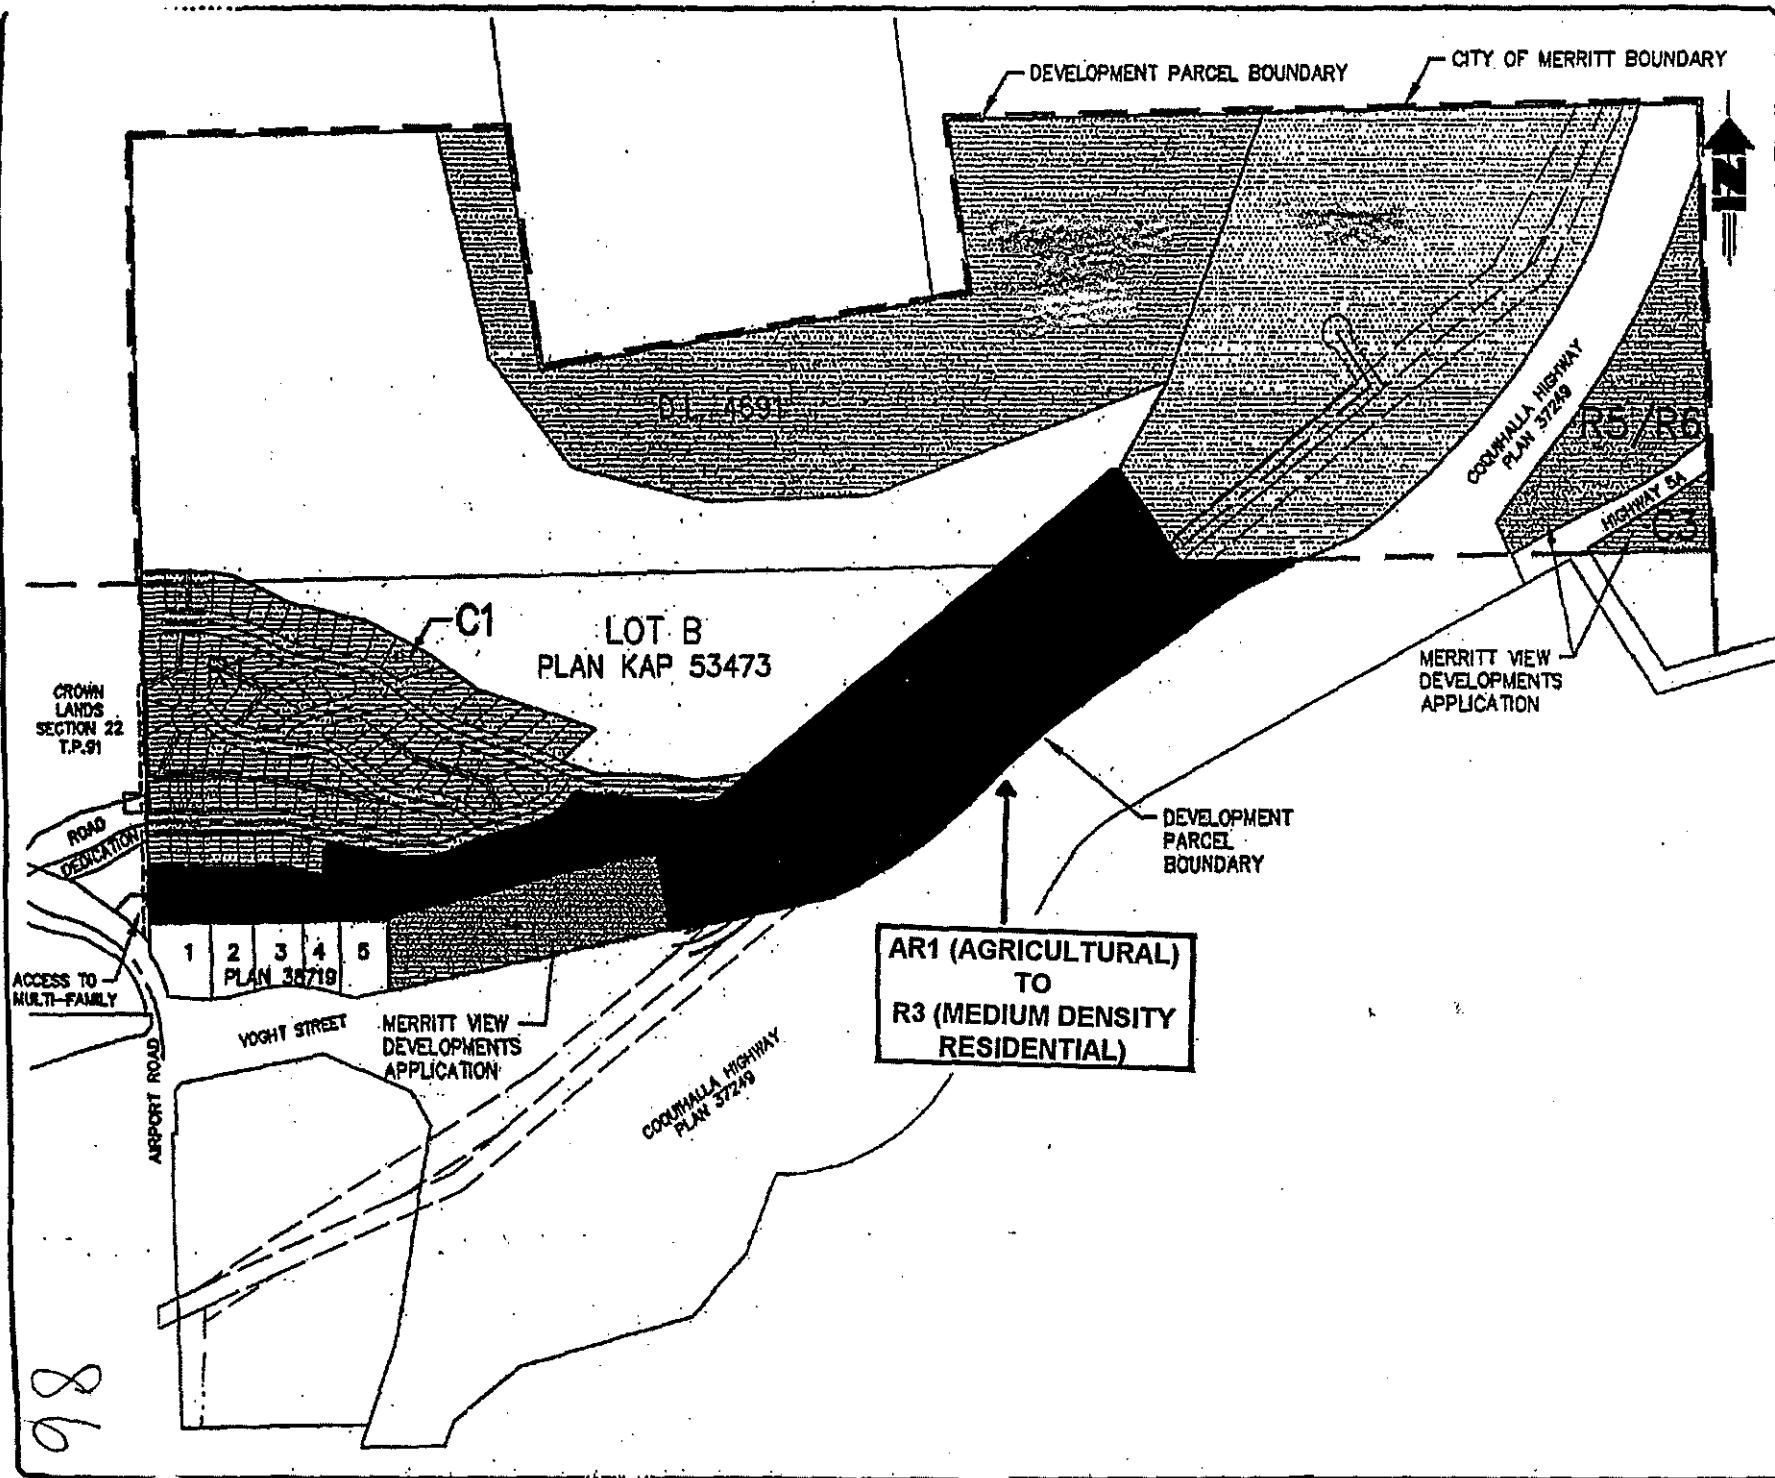 DEVELOPMENT PARCEL BOUNDARY
CITY OF MERRITT BOUNDARY
N
D.L. 4691
COQUIHALLA HIGHWAY
PLAN 37249
R5/R6
HIGHWAY 5A
C3
C1
R1
LOT B
PLAN KAP 53473
CROWN
LANDS
SECTION 22
T.P.91
MERRITT VIEW
DEVELOPMENTS
APPLICATION
ROAD
DEDICATION
DEVELOPMENT
PARCEL
BOUNDARY
1 2 3 4 5
PLAN 38719
ACCESS TO
MULTI-FAMILY
VOGHT STREET
AIRPORT ROAD
MERRITT VIEW
DEVELOPMENTS
APPLICATION
COQUIHALLA HIGHWAY
PLAN 37249
AR1 (AGRICULTURAL)
TO
R3 (MEDIUM DENSITY
RESIDENTIAL)
98